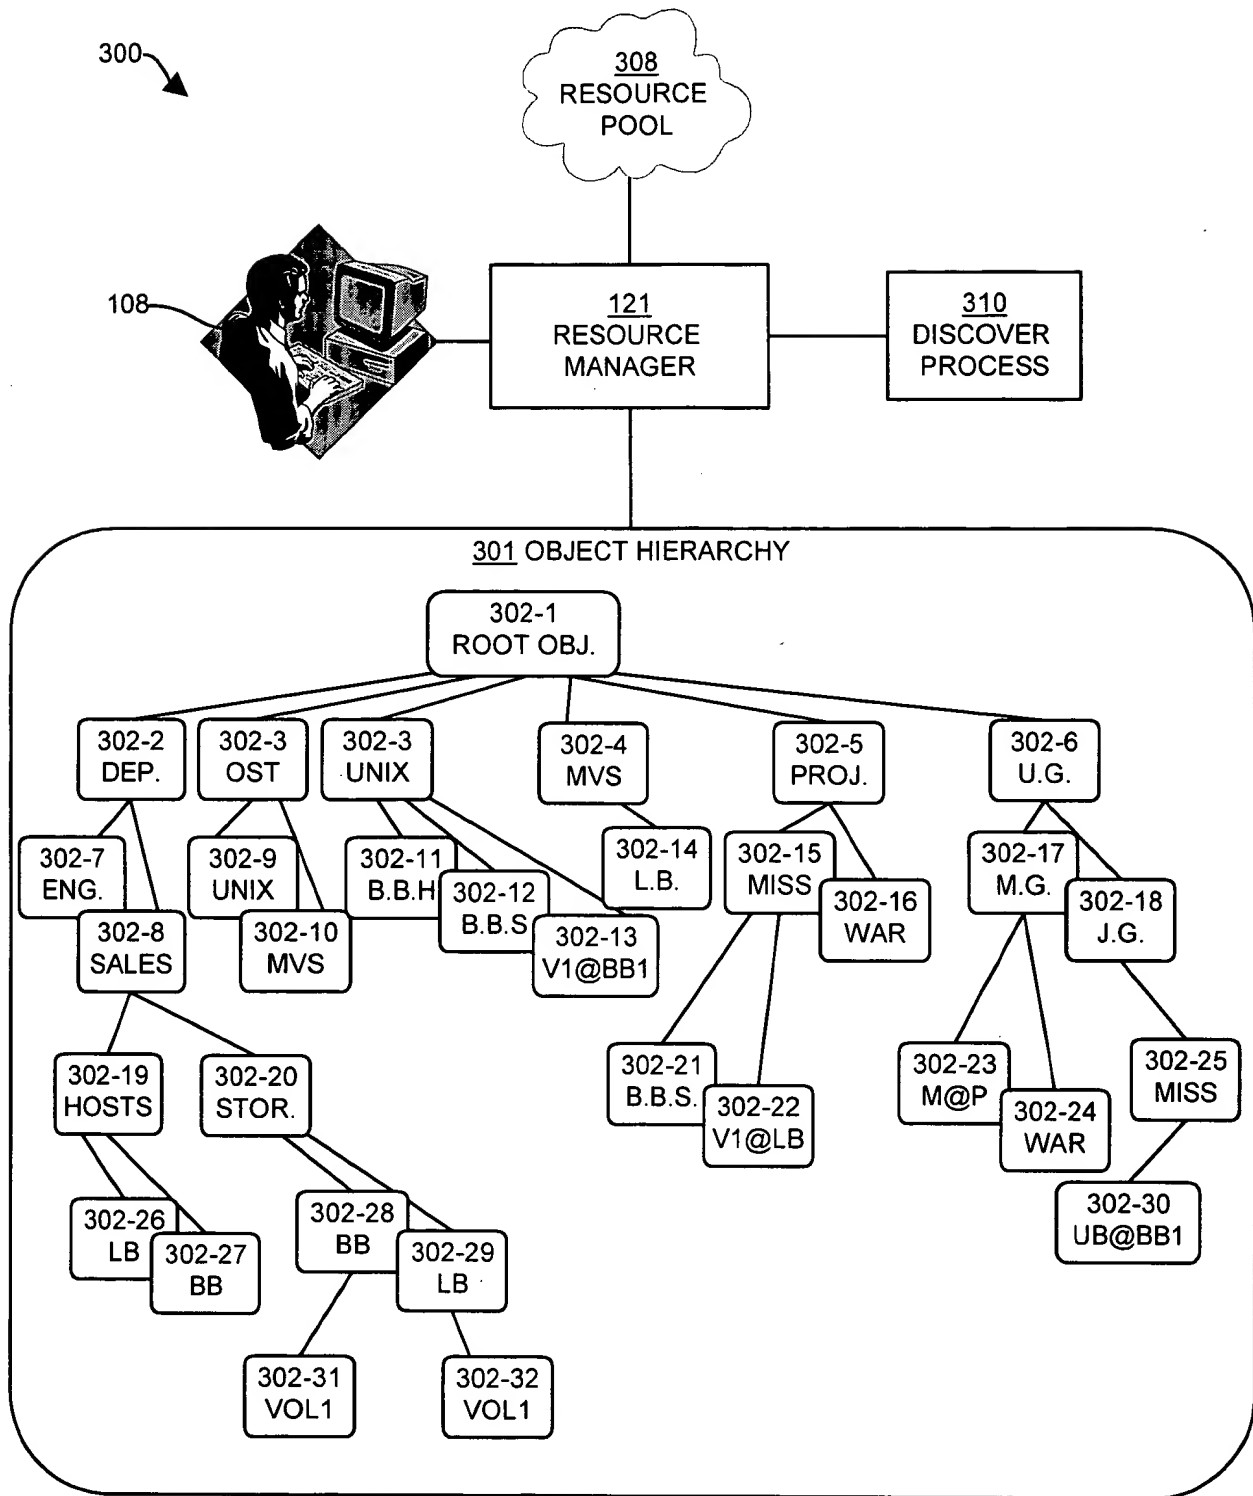 300
308
RESOURCE
POOL
108
121
RESOURCE
MANAGER
310
DISCOVER
PROCESS
301 OBJECT HIERARCHY
302-1
ROOT OBJ.
302-2
DEP.
302-3
OST
302-3
UNIX
302-4
MVS
302-5
PROJ.
302-6
U.G.
302-7
ENG.
302-8
SALES
302-9
UNIX
302-10
MVS
302-11
B.B.H
302-12
B.B.S
302-13
V1@BB1
302-14
L.B.
302-15
MISS
302-16
WAR
302-17
M.G.
302-18
J.G.
302-19
HOSTS
302-20
STOR.
302-21
B.B.S.
302-22
V1@LB
302-23
M@P
302-24
WAR
302-25
MISS
302-26
LB
302-27
BB
302-28
BB
302-29
LB
302-30
UB@BB1
302-31
VOL1
302-32
VOL1